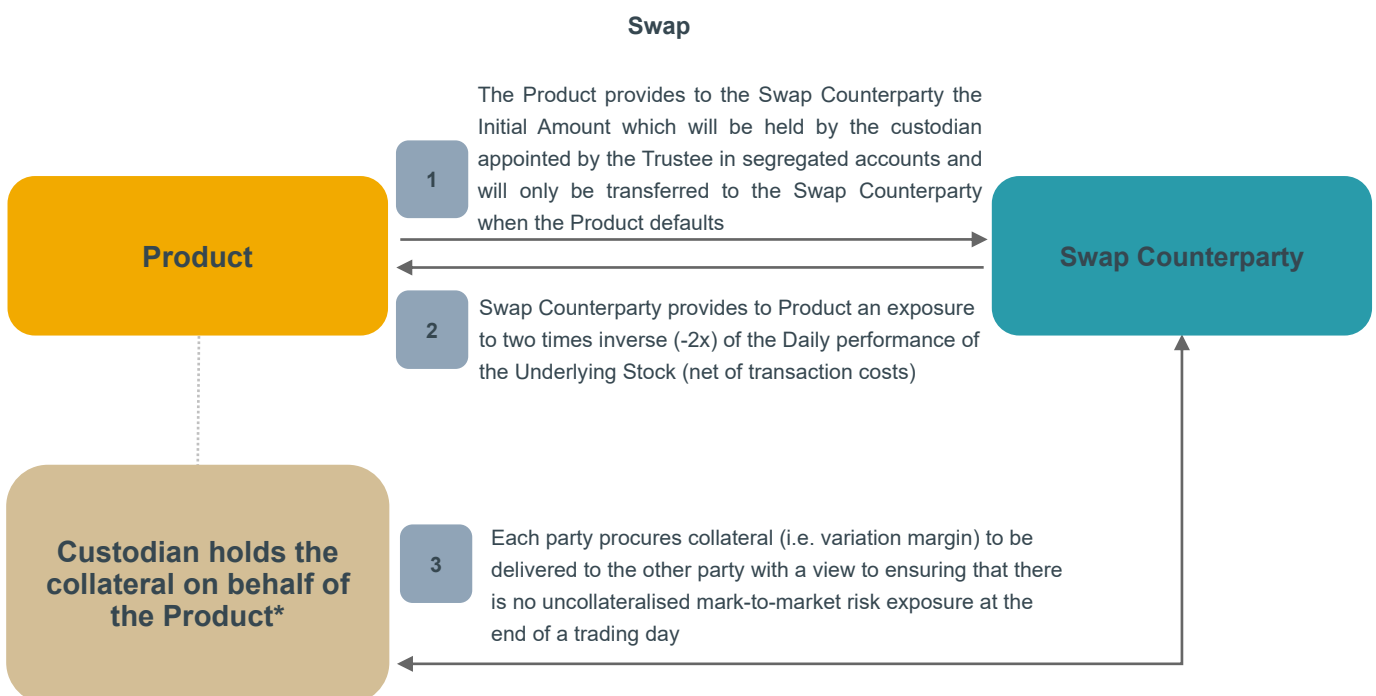 Swap
The Product provides to the Swap Counterparty the
Initial Amount which will be held by the custodian
appointed by the Trustee in segregated accounts and
will only be transferred to the Swap Counterparty
when the Product defaults
1
Product
Swap Counterparty
2
Swap Counterparty provides to Product an exposure
to two times inverse (-2x) of the Daily performance of
the Underlying Stock (net of transaction costs)
Custodian holds the
collateral on behalf of
the Product*
3
Each party procures collateral (i.e. variation margin) to be
delivered to the other party with a view to ensuring that there
is no uncollateralised mark-to-market risk exposure at the
end of a trading day